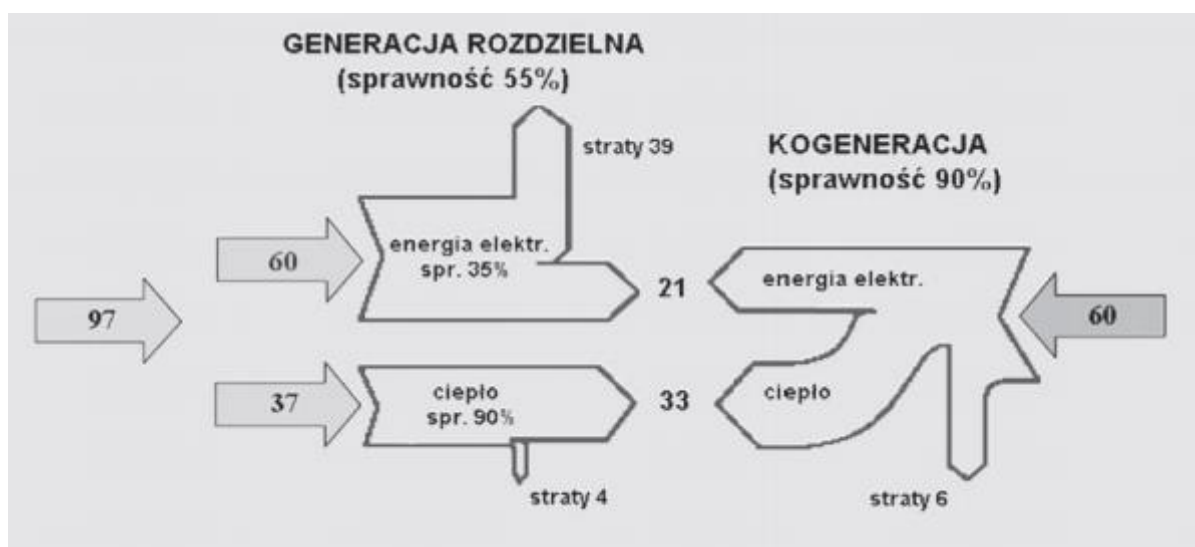 GENERACJA ROZDZIELNA
(sprawność 55%)
straty 39
KOGENERACJA
(sprawność 90%)
energia elektr.
spr. 35%
60
21
energia elektr.
97
60
37
ciepło
spr. 90%
33
ciepło
straty 4
straty 6